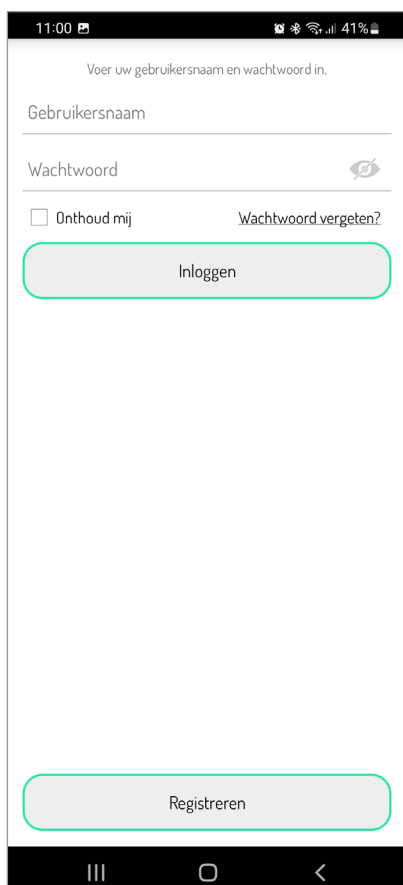 11:00 41%
Voer uw gebruikersnaam en wachtwoord in.
Gebruikersnaam
Wachtwoord
Onthoud mij Wachtwoord vergeten?
Inloggen
Registreren